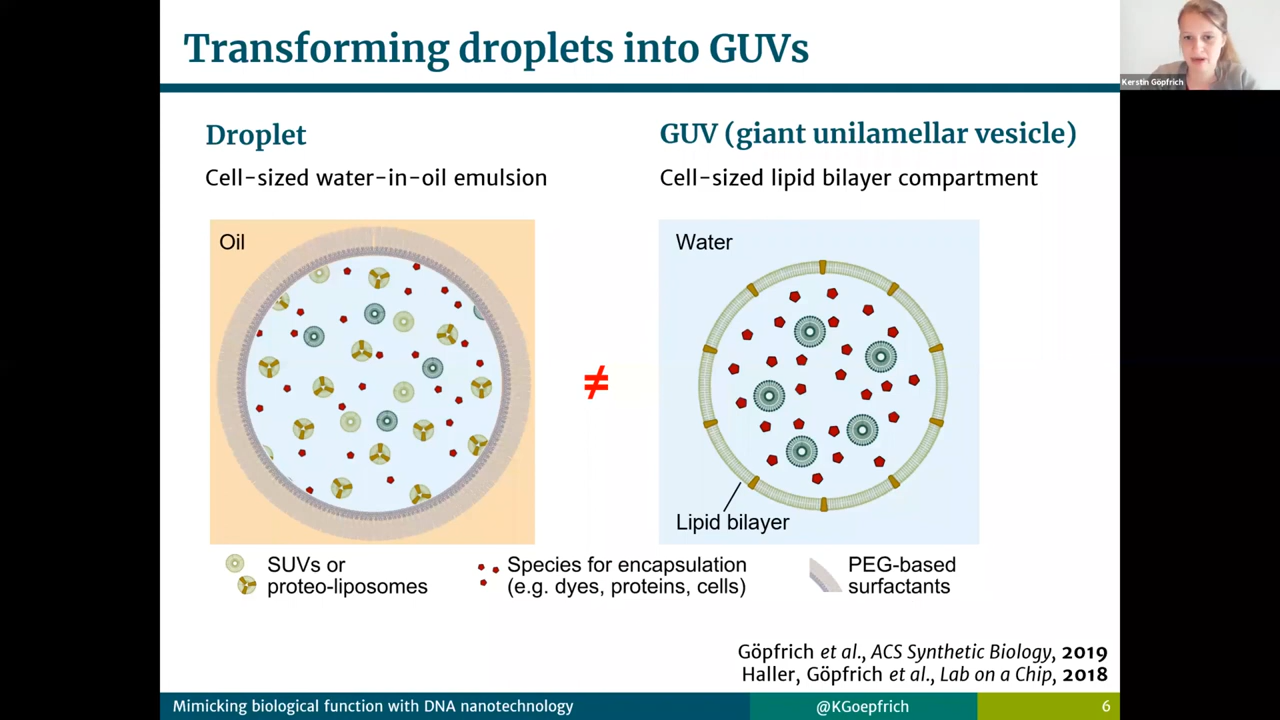 Transforming droplets into GUVs
Kerstin Göpfrich
Droplet
Cell-sized water-in-oil emulsion
GUV (giant unilamellar vesicle)
Cell-sized lipid bilayer compartment
Oil
≠
Water
Lipid bilayer
SUVs or
proteo-liposomes
Species for encapsulation
(e.g. dyes, proteins, cells)
PEG-based
surfactants
Göpfrich et al., ACS Synthetic Biology, 2019
Haller, Göpfrich et al., Lab on a Chip, 2018
Mimicking biological function with DNA nanotechnology
@KGoepfrich
6